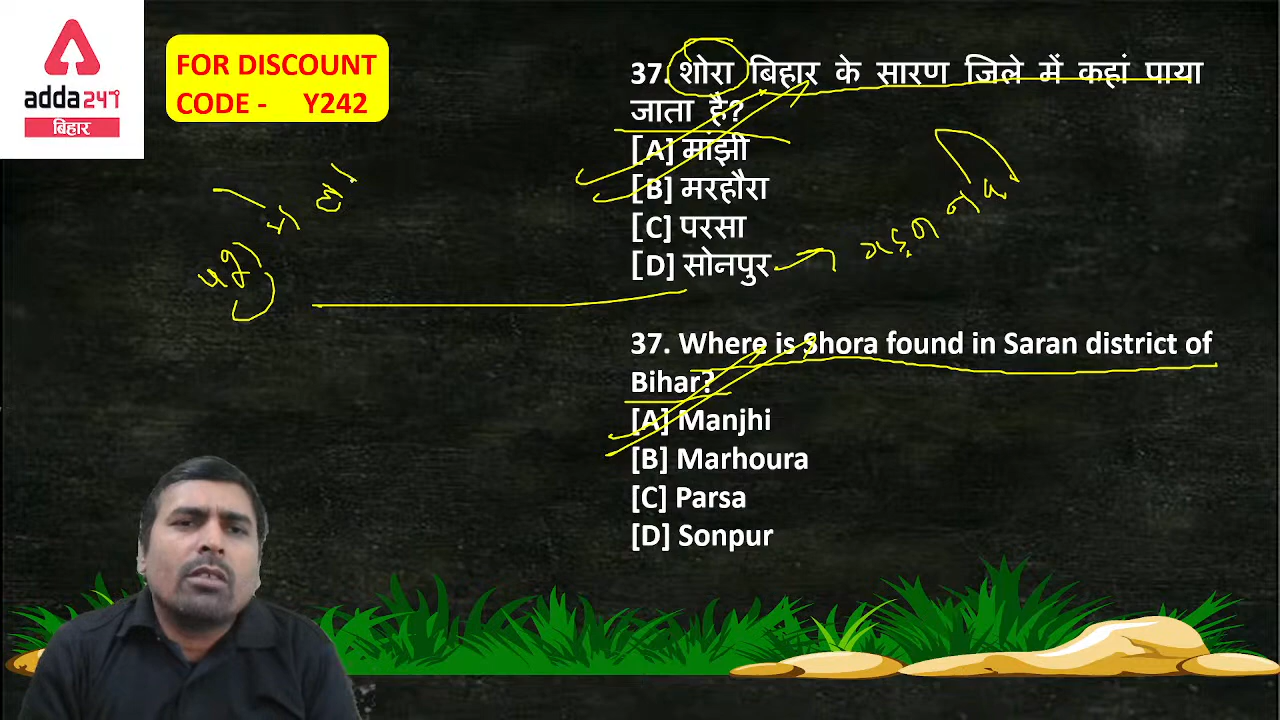 adda247
बिहार
FOR DISCOUNT
CODE - Y242
37. शोरा बिहार के सारण जिले में कहां पाया
जाता है?
[A] मांझी
[B] मरहौरा
[C] परसा
[D] सोनपुर
37. Where is Shora found in Saran district of
Bihar?
[A] Manjhi
[B] Marhoura
[C] Parsa
[D] Sonpur